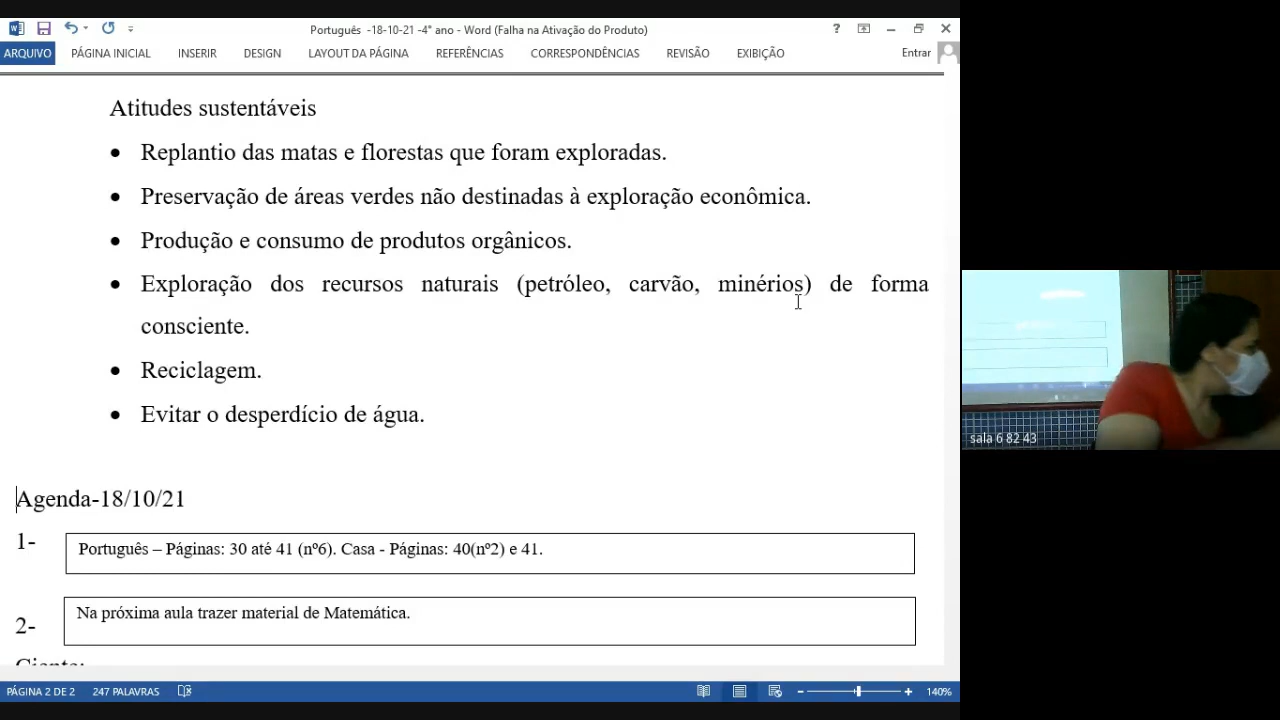 Português -18-10-21 -4° ano - Word (Falha na Ativação do Produto)
?
ARQUIVO PÁGINA INICIAL INSERIR DESIGN LAYOUT DA PÁGINA REFERÊNCIAS CORRESPONDÊNCIAS REVISÃO EXIBIÇÃO Entrar
Atitudes sustentáveis
• Replantio das matas e florestas que foram exploradas.
• Preservação de áreas verdes não destinadas à exploração econômica.
• Produção e consumo de produtos orgânicos.
• Exploração dos recursos naturais (petróleo, carvão, minérios) de forma
consciente.
• Reciclagem.
• Evitar o desperdício de água.
Agenda-18/10/21
1- Português – Páginas: 30 até 41 (nº6). Casa - Páginas: 40(nº2) e 41.
2- Na próxima aula trazer material de Matemática.
Ciente:
PÁGINA 2 DE 2 247 PALAVRAS 140%
sala 6 82 43